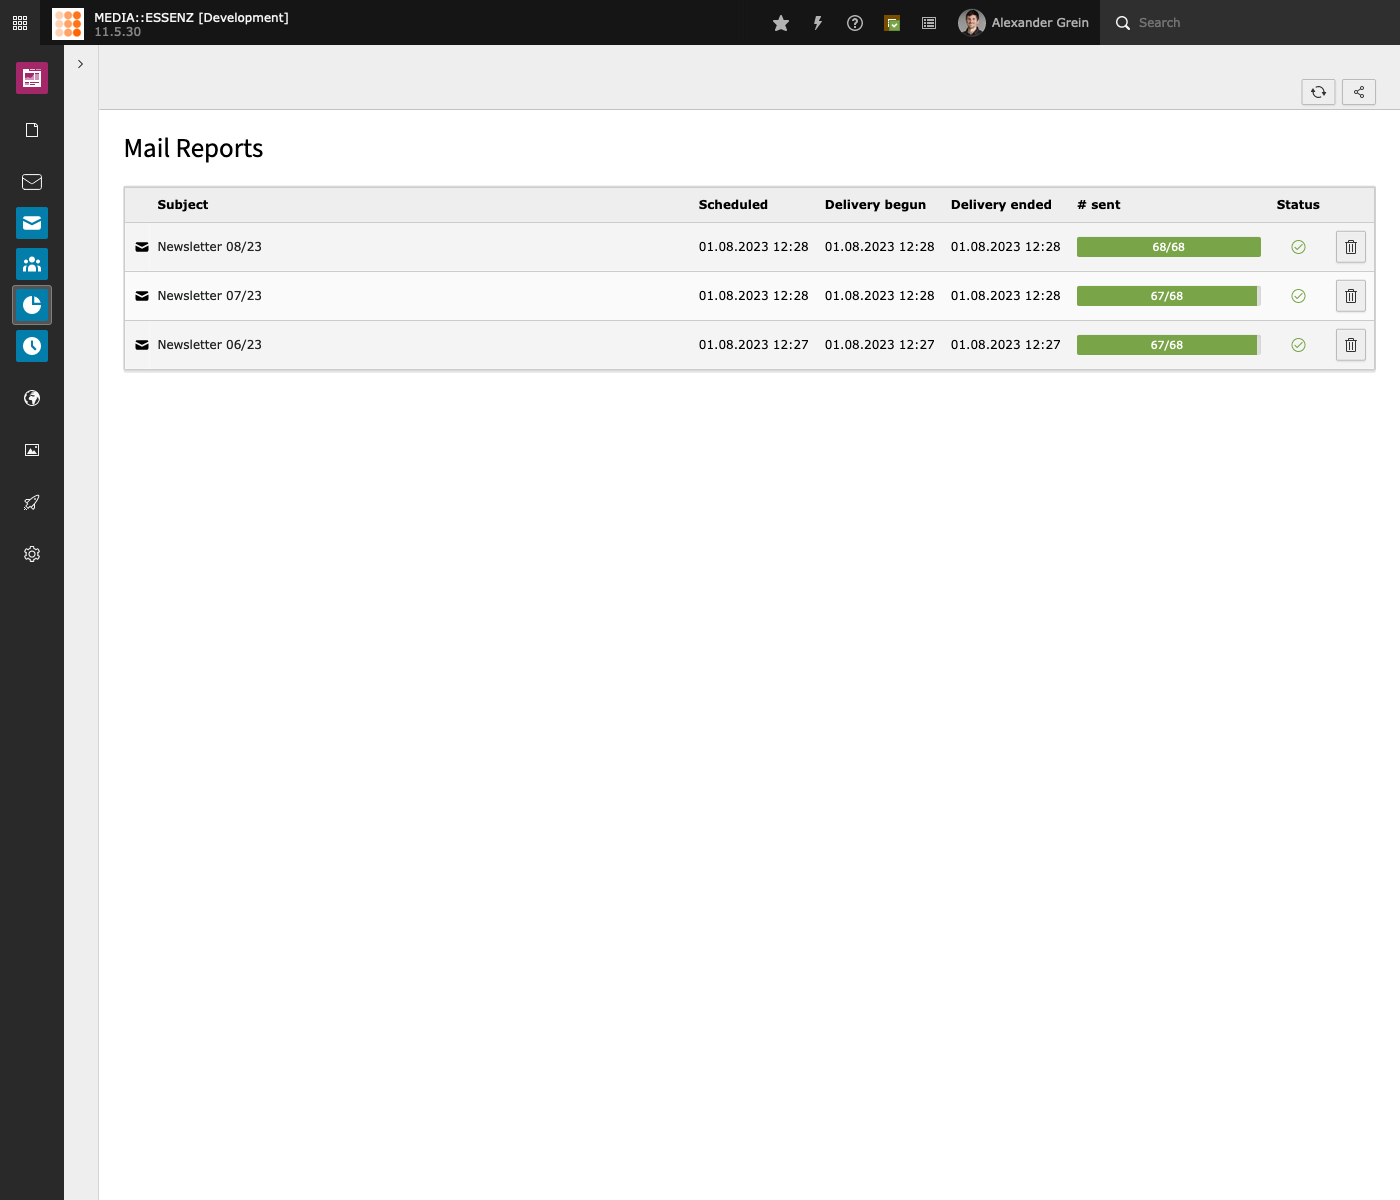 MEDIA::ESSENZ [Development]
11.5.30
Alexander Grein
Search
Mail Reports
Subject Scheduled Delivery begun Delivery ended # sent Status
Newsletter 08/23 01.08.2023 12:28 01.08.2023 12:28 01.08.2023 12:28 68/68
Newsletter 07/23 01.08.2023 12:28 01.08.2023 12:28 01.08.2023 12:28 67/68
Newsletter 06/23 01.08.2023 12:27 01.08.2023 12:27 01.08.2023 12:27 67/68